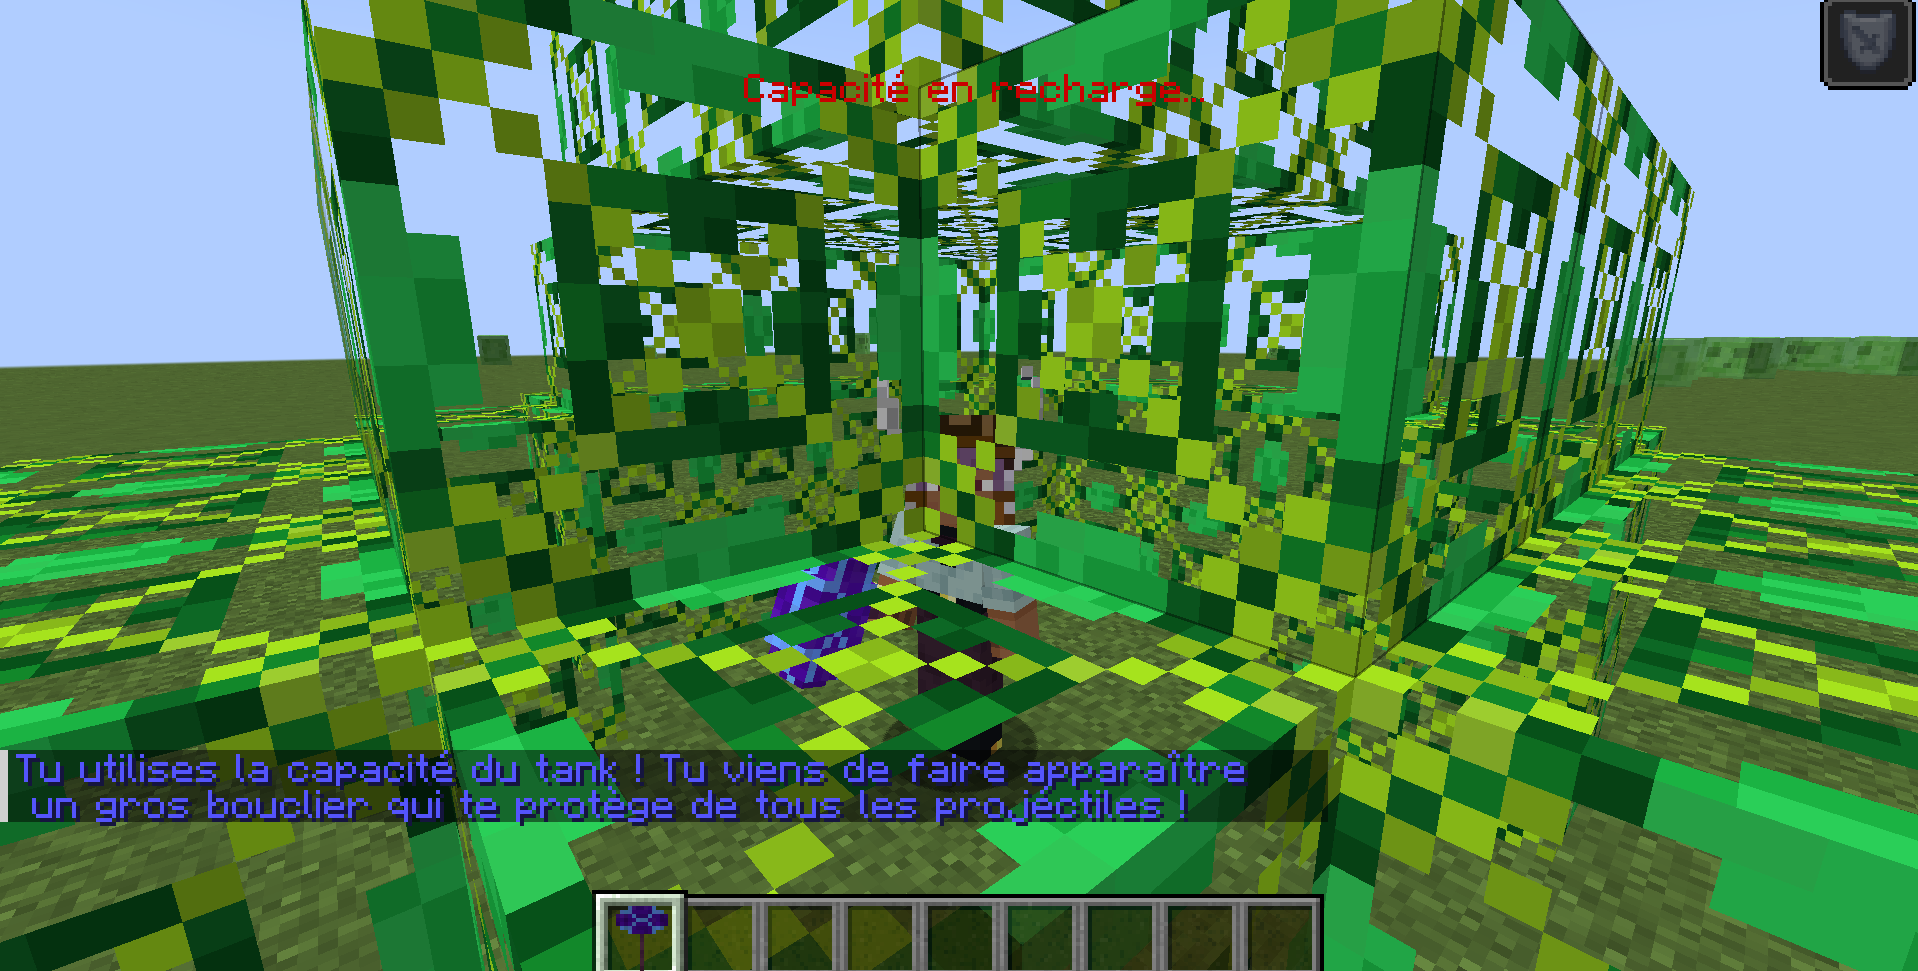 Capacité en recharge...
Tu utilises la capacité du tank ! Tu viens de faire apparaître
un gros bouclier qui te protège de tous les projéctiles !